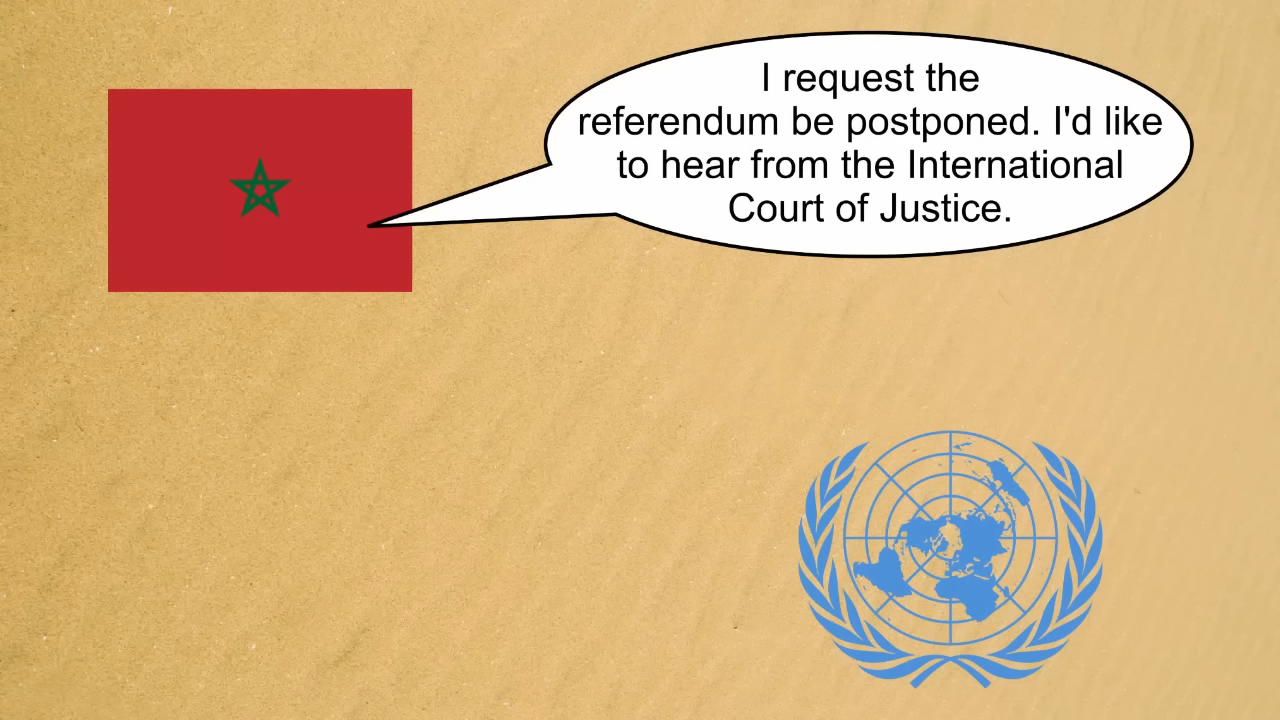 I request the
referendum be postponed. I'd like
to hear from the International
Court of Justice.